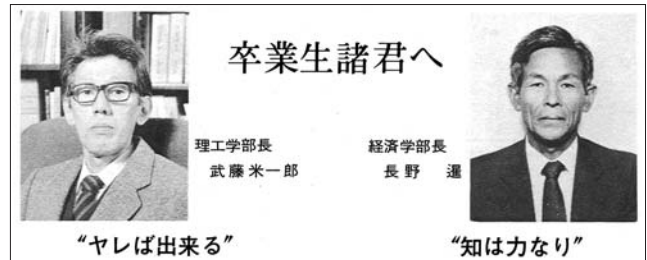 卒業生諸君へ
理工学部長
武藤米一郎
経済学部長
長野 暹
“ヤレば出来る”
“知は力なり”